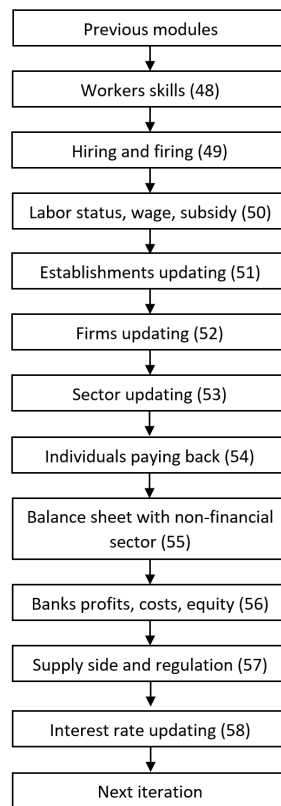 Previous modules
Workers skills (48)
Hiring and firing (49)
Labor status, wage, subsidy (50)
Establishments updating (51)
Firms updating (52)
Sector updating (53)
Individuals paying back (54)
Balance sheet with non-financial
sector (55)
Banks profits, costs, equity (56)
Supply side and regulation (57)
Interest rate updating (58)
Next iteration